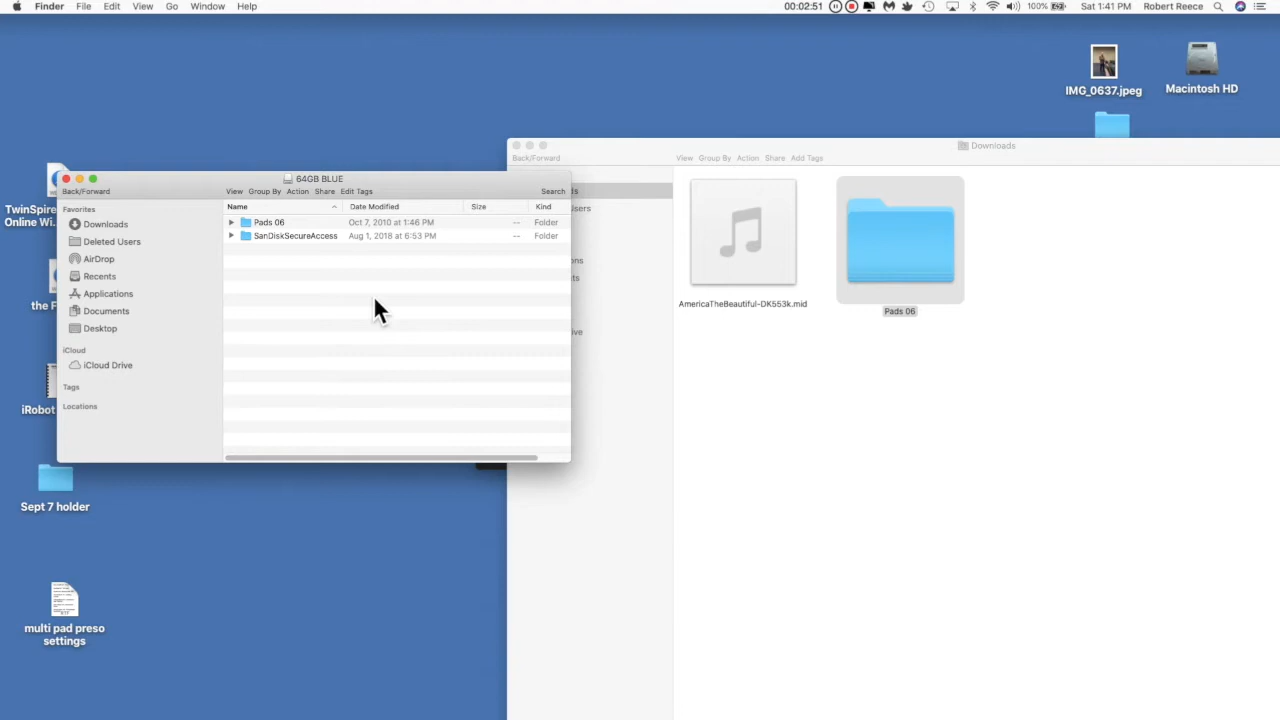 Finder File Edit View Go Window Help 00:02:51 100% Sat 1:41 PM Robert Reece
IMG_0637.jpeg
Macintosh HD
Downloads
Back/Forward View Group By Action Share Add Tags
64GB BLUE
Back/Forward View Group By Action Share Edit Tags Search
Favorites
Downloads
Deleted Users
AirDrop
Recents
Applications
Documents
Desktop
iCloud
iCloud Drive
Tags
Locations
Name Date Modified Size Kind
Pads 06 Oct 7, 2010 at 1:46 PM -- Folder
SanDiskSecureAccess Aug 1, 2018 at 6:53 PM -- Folder
AmericaTheBeautiful-DK553k.mid
Pads 06
TwinSpire
Online Wi...
the F
iRobot
Sept 7 holder
multi pad preso
settings